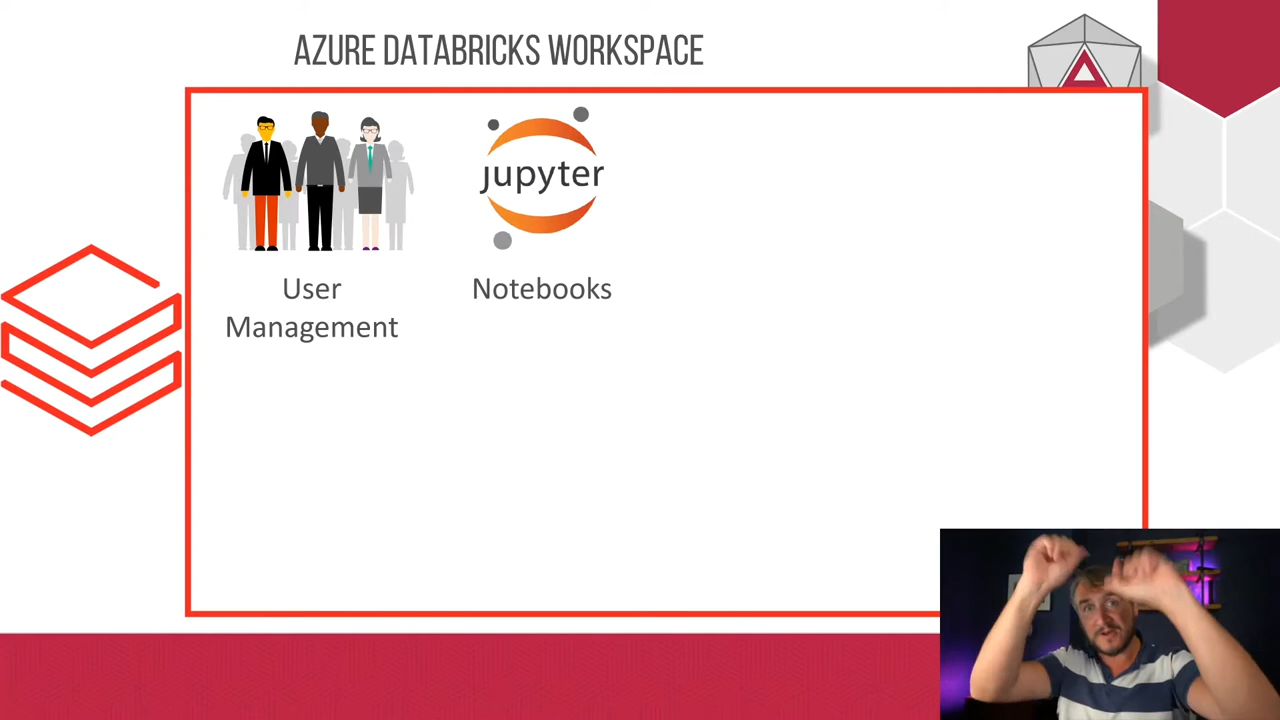 AZURE DATABRICKS WORKSPACE
jupyter
User
Management
Notebooks